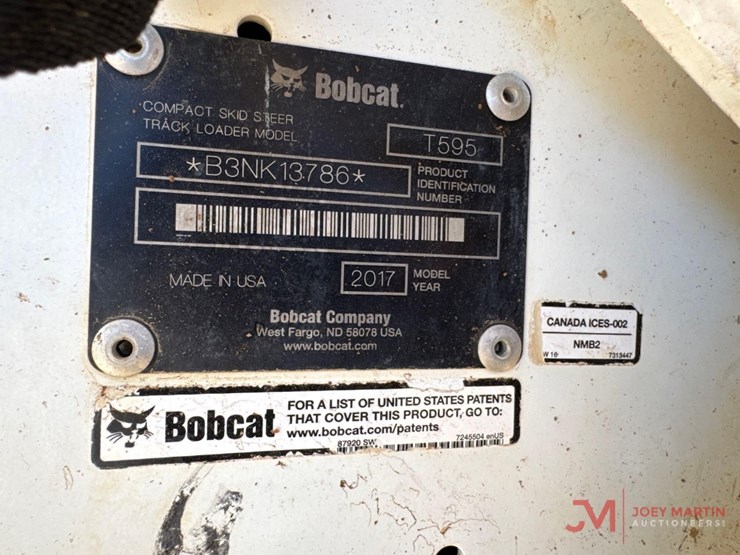 Bobcat.
COMPACT SKID STEER
TRACK LOADER MODEL
T595
*B3NK13786*
PRODUCT
IDENTIFICATION
NUMBER
MADE IN USA
2017
MODEL
YEAR
Bobcat Company
West Fargo, ND 58078 USA
www.bobcat.com
CANADA ICES-002
NMB2
W 16 7313447
Bobcat
FOR A LIST OF UNITED STATES PATENTS
THAT COVER THIS PRODUCT, GO TO:
www.bobcat.com/patents
87920 SW 7245504 enUS
JM JOEY MARTIN
AUCTIONEERS!